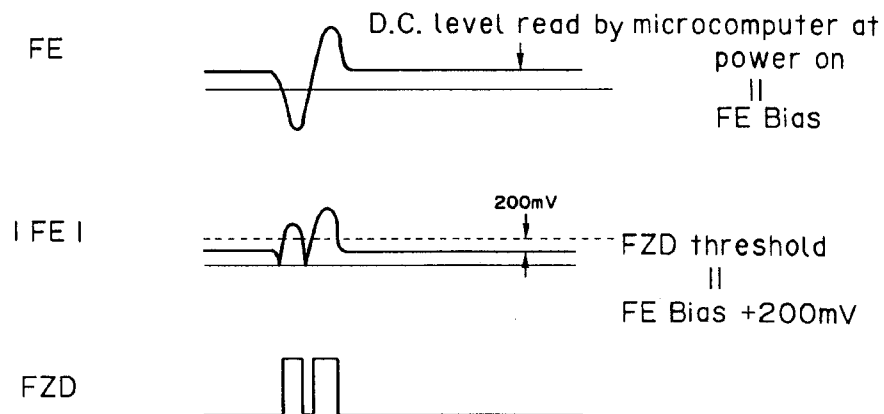 FE
D.C. level read by microcomputer at
power on
=
FE Bias
| FE |
200mV
FZD threshold
=
FE Bias +200mV
FZD